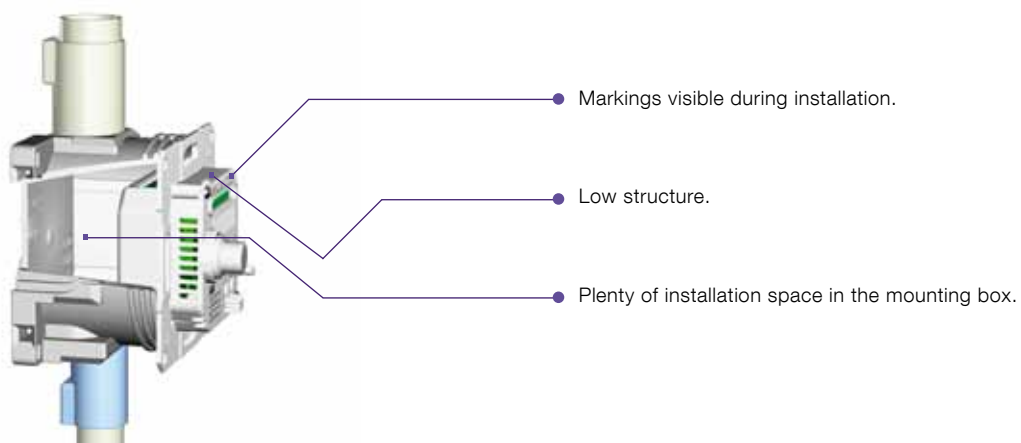 Markings visible during installation.
Low structure.
Plenty of installation space in the mounting box.